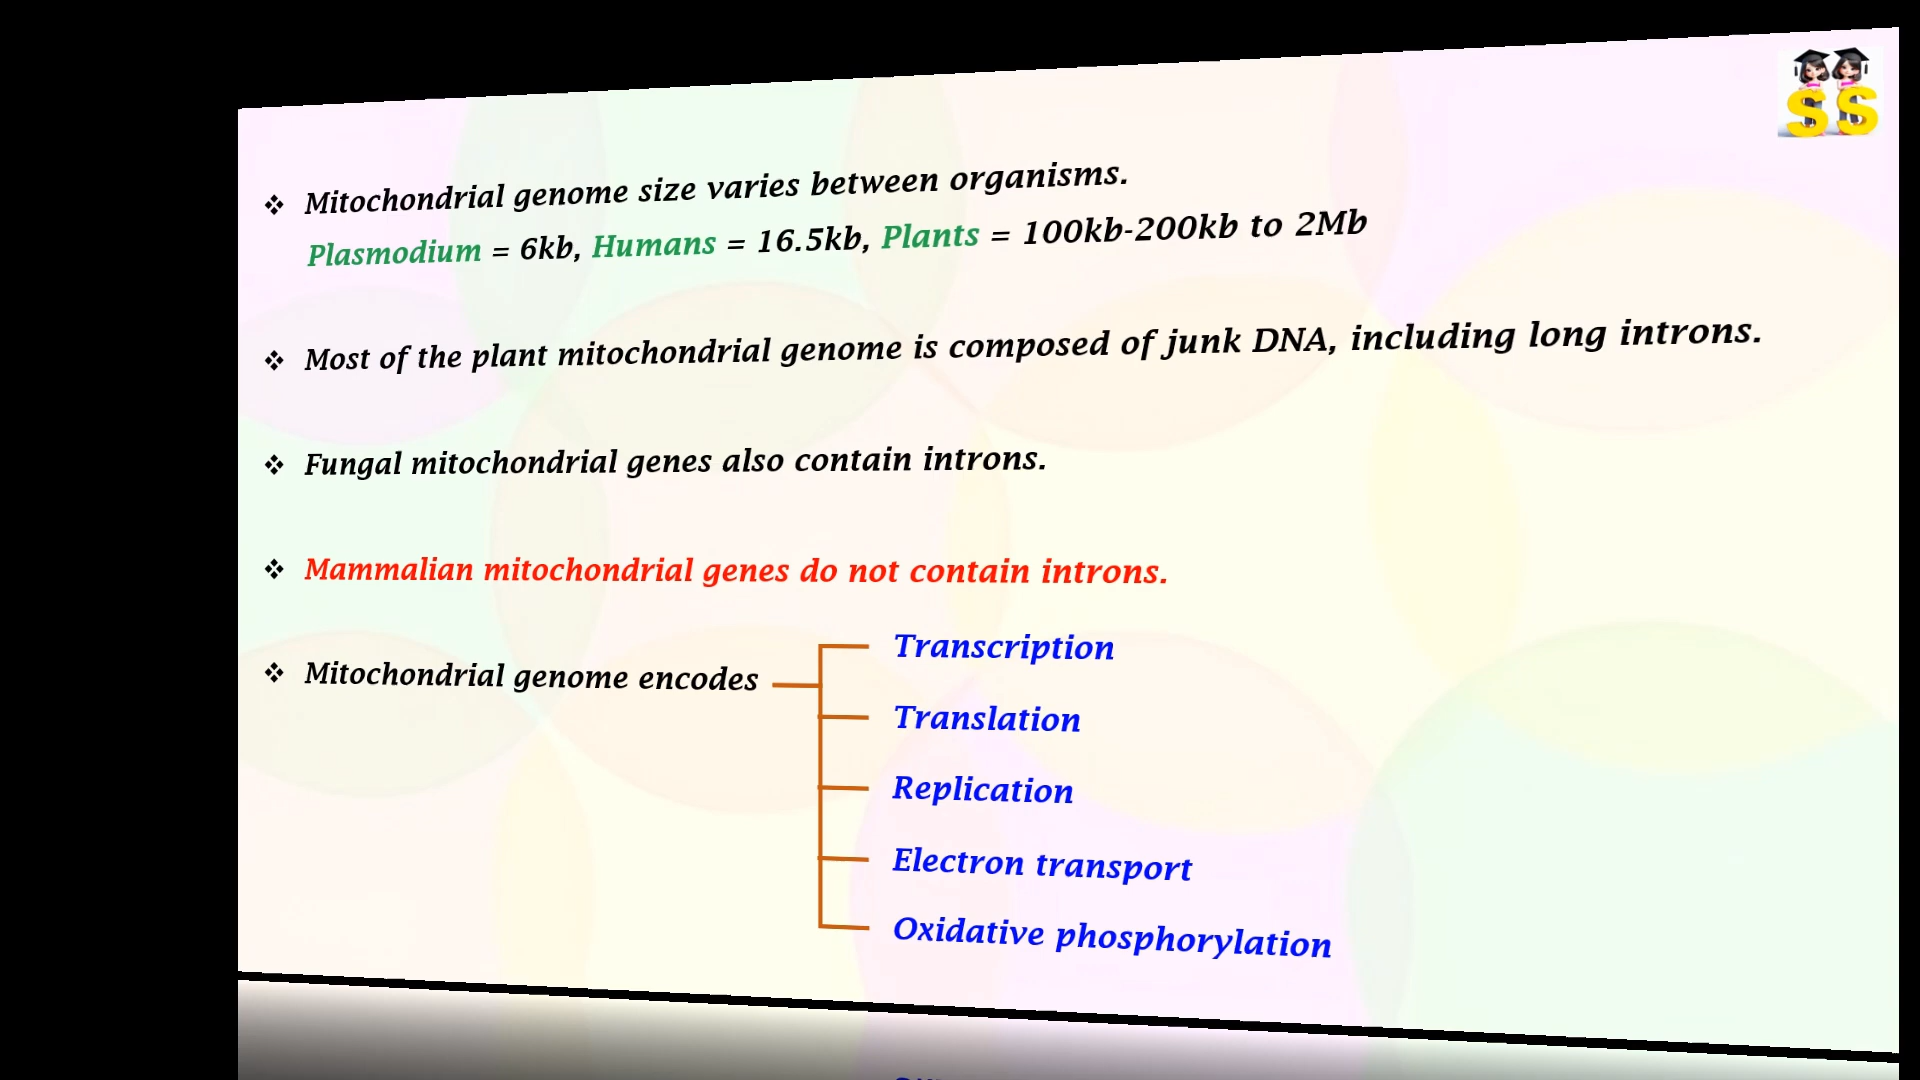 SS
❖ Mitochondrial genome size varies between organisms.
Plasmodium = 6kb, Humans = 16.5kb, Plants = 100kb-200kb to 2Mb
❖ Most of the plant mitochondrial genome is composed of junk DNA, including long introns.
❖ Fungal mitochondrial genes also contain introns.
❖ Mammalian mitochondrial genes do not contain introns.
❖ Mitochondrial genome encodes
Transcription
Translation
Replication
Electron transport
Oxidative phosphorylation